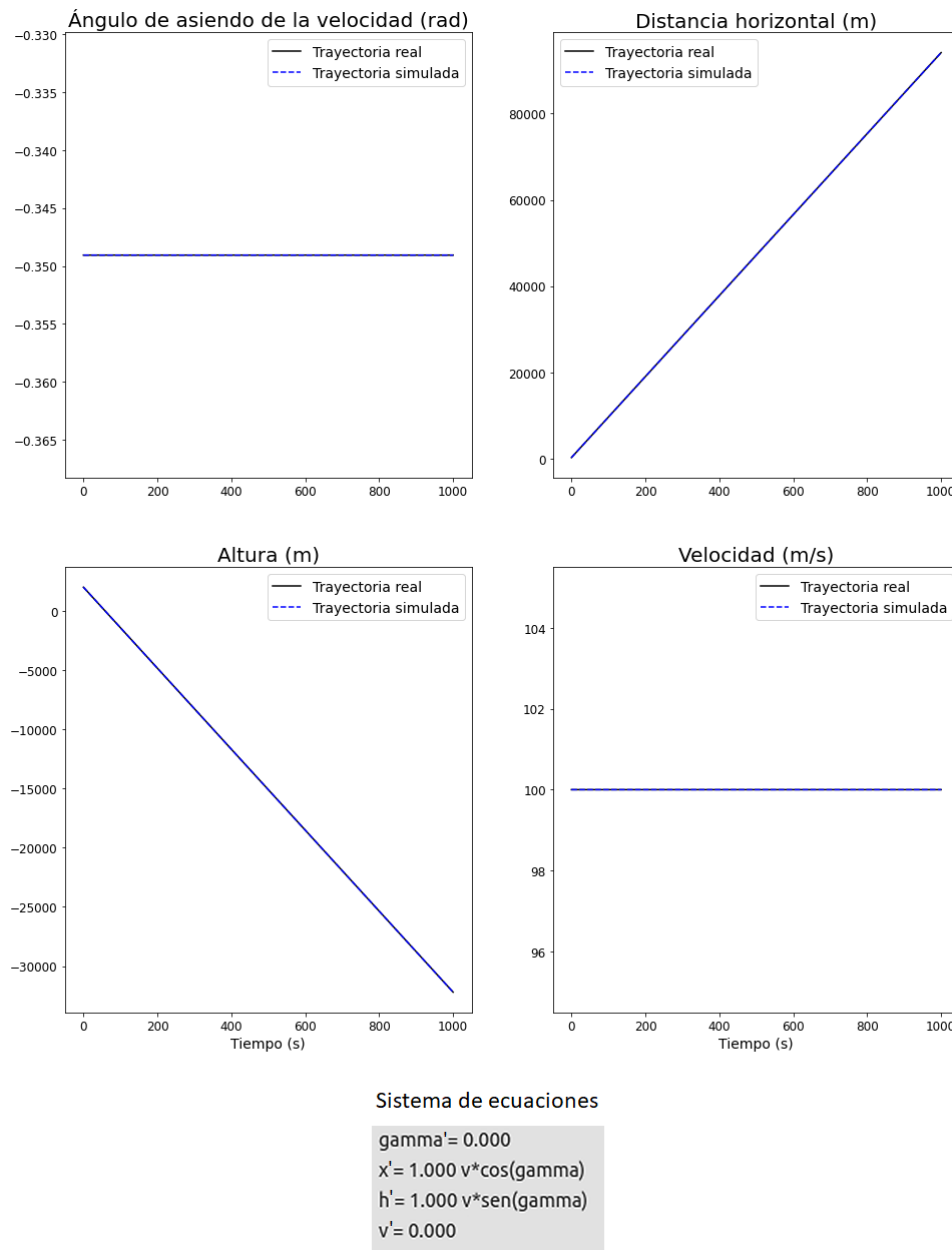 Ángulo de asiendo de la velocidad (rad)
−0.330
−0.335
−0.340
−0.345
−0.350
−0.355
−0.360
−0.365
Trayectoria real
Trayectoria simulada
0 200 400 600 800 1000
Distancia horizontal (m)
80000
60000
40000
20000
0
Trayectoria real
Trayectoria simulada
0 200 400 600 800 1000
Altura (m)
0
−5000
−10000
−15000
−20000
−25000
−30000
Trayectoria real
Trayectoria simulada
0 200 400 600 800 1000
Tiempo (s)
Velocidad (m/s)
104
102
100
98
96
Trayectoria real
Trayectoria simulada
0 200 400 600 800 1000
Tiempo (s)
Sistema de ecuaciones
gamma'= 0.000
x'= 1.000 v*cos(gamma)
h'= 1.000 v*sen(gamma)
v'= 0.000